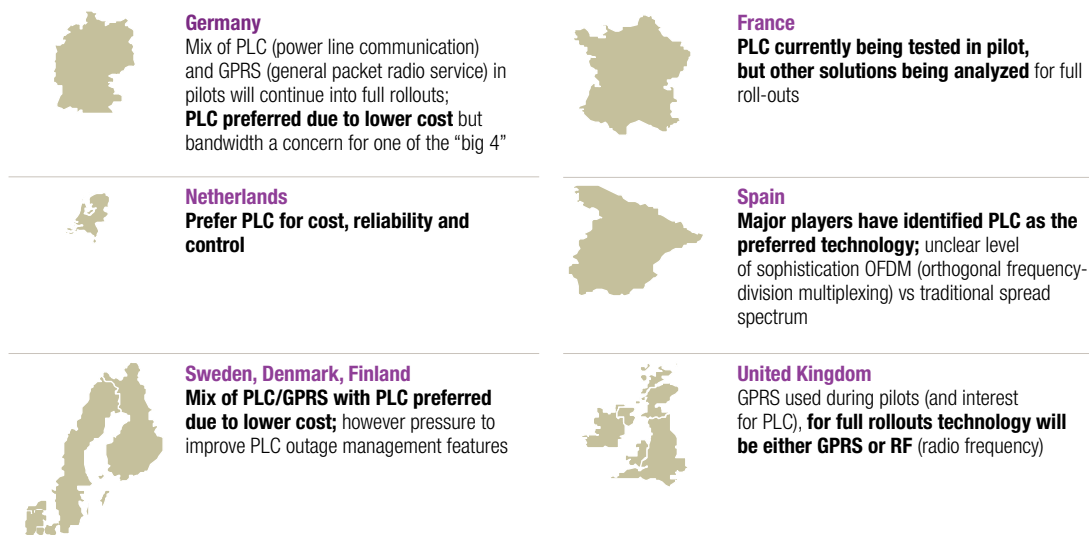 Germany
Mix of PLC (power line communication)
and GPRS (general packet radio service) in
pilots will continue into full rollouts;
PLC preferred due to lower cost but
bandwidth a concern for one of the “big 4”
France
PLC currently being tested in pilot,
but other solutions being analyzed for full
roll-outs
Netherlands
Prefer PLC for cost, reliability and
control
Spain
Major players have identified PLC as the
preferred technology; unclear level
of sophistication OFDM (orthogonal frequency-
division multiplexing) vs traditional spread
spectrum
Sweden, Denmark, Finland
Mix of PLC/GPRS with PLC preferred
due to lower cost; however pressure to
improve PLC outage management features
United Kingdom
GPRS used during pilots (and interest
for PLC), for full rollouts technology will
be either GPRS or RF (radio frequency)